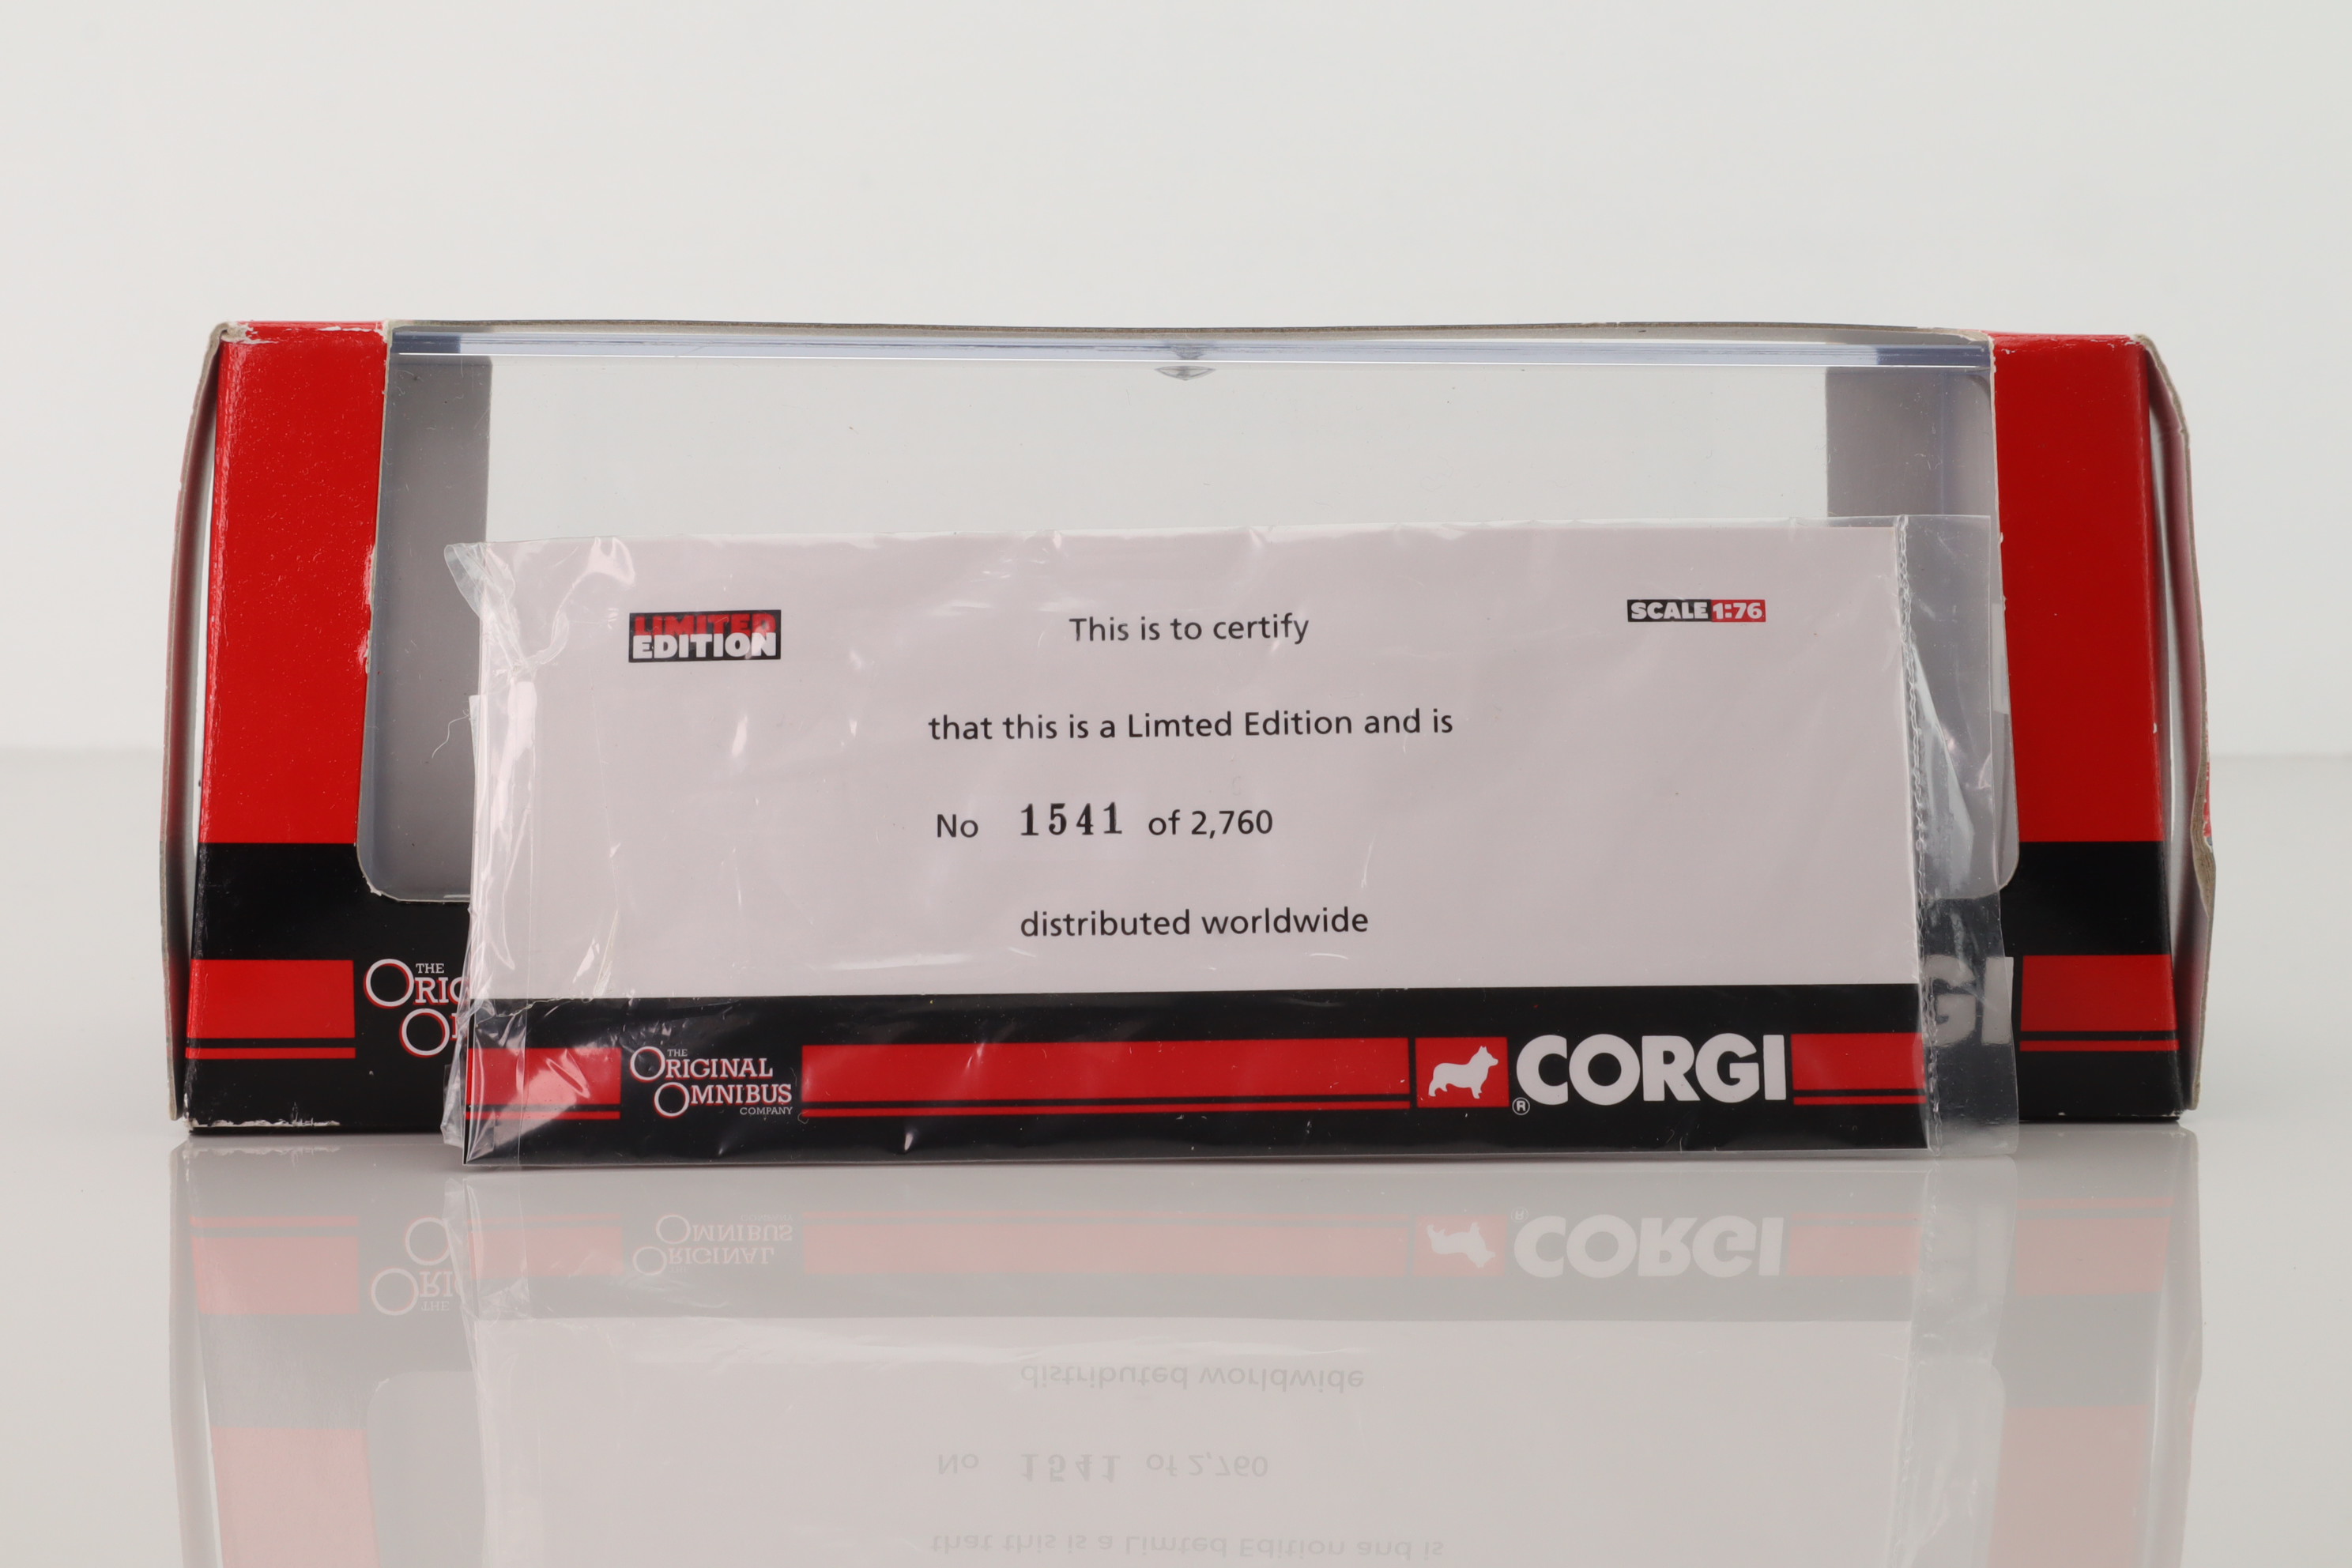 LIMITED
EDITION
This is to certify
SCALE 1:76
that this is a Limted Edition and is
No 1541 of 2,760
distributed worldwide
THE
ORIGINAL
OMNIBUS
COMPANY
® CORGI
THE